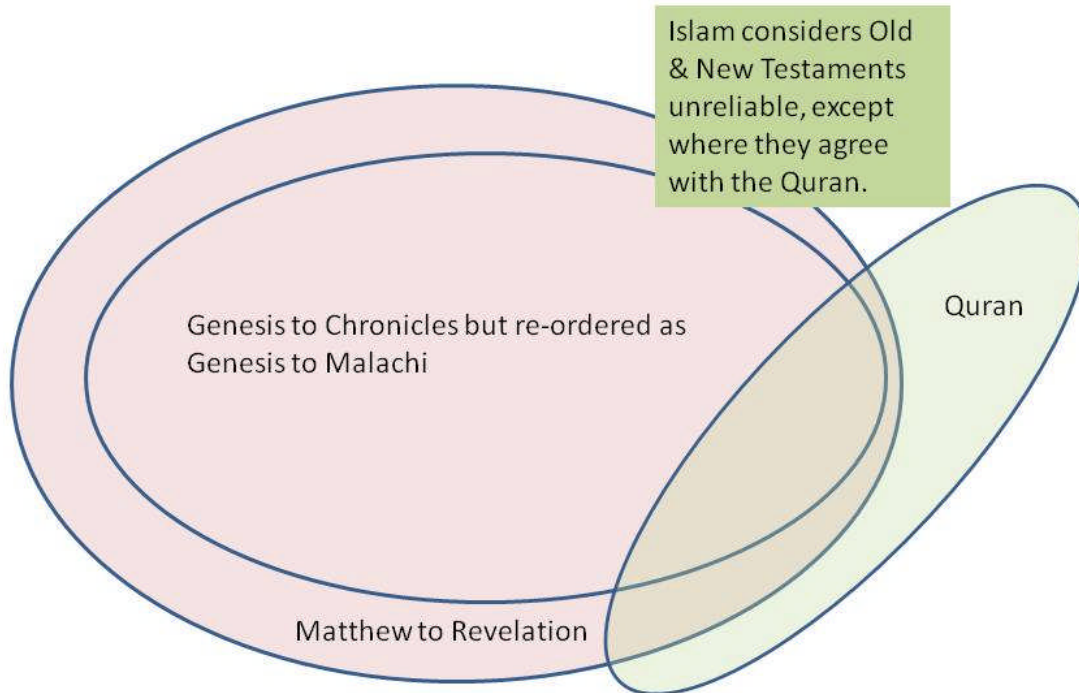 Islam considers Old
& New Testaments
unreliable, except
where they agree
with the Quran.
Quran
Genesis to Chronicles but re-ordered as
Genesis to Malachi
Matthew to Revelation